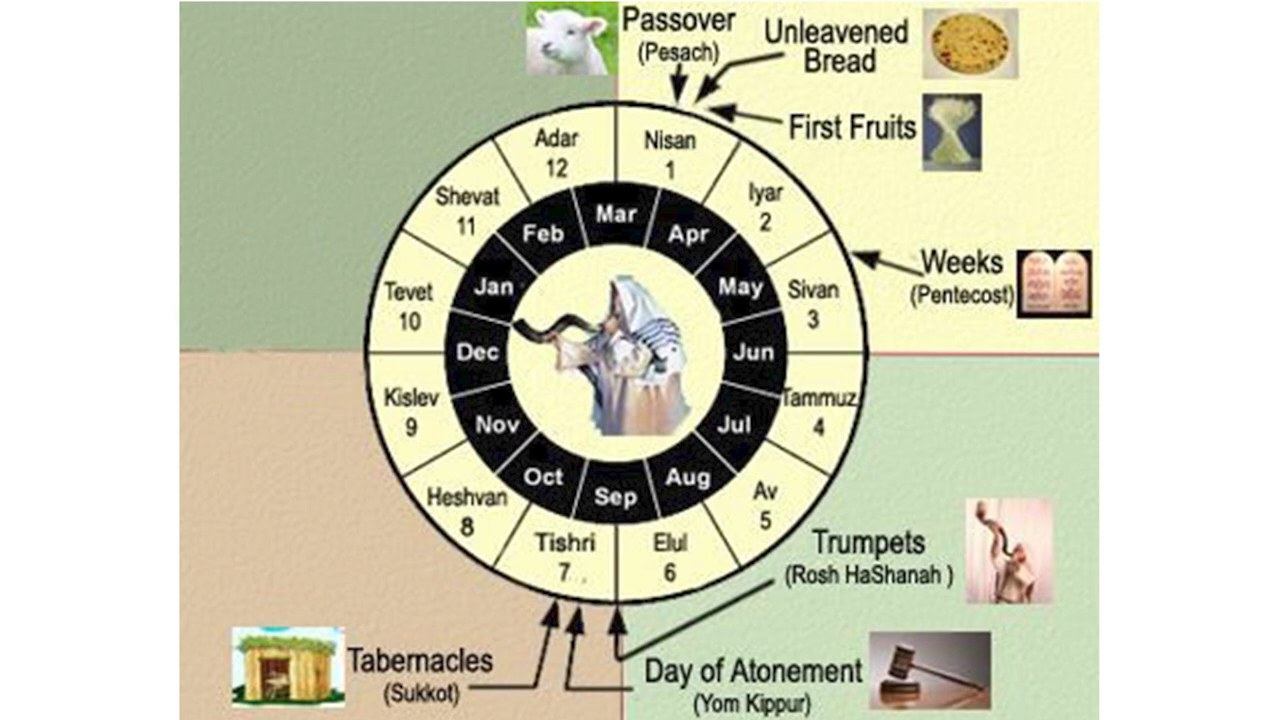 Passover
(Pesach)
Unleavened
Bread
First Fruits
Weeks
(Pentecost)
Trumpets
(Rosh HaShanah )
Day of Atonement
(Yom Kippur)
Tabernacles
(Sukkot)
Nisan
1
Iyar
2
Sivan
3
Tammuz
4
Av
5
Elul
6
Tishri
7
Heshvan
8
Kislev
9
Tevet
10
Shevat
11
Adar
12
Mar
Apr
May
Jun
Jul
Aug
Sep
Oct
Nov
Dec
Jan
Feb